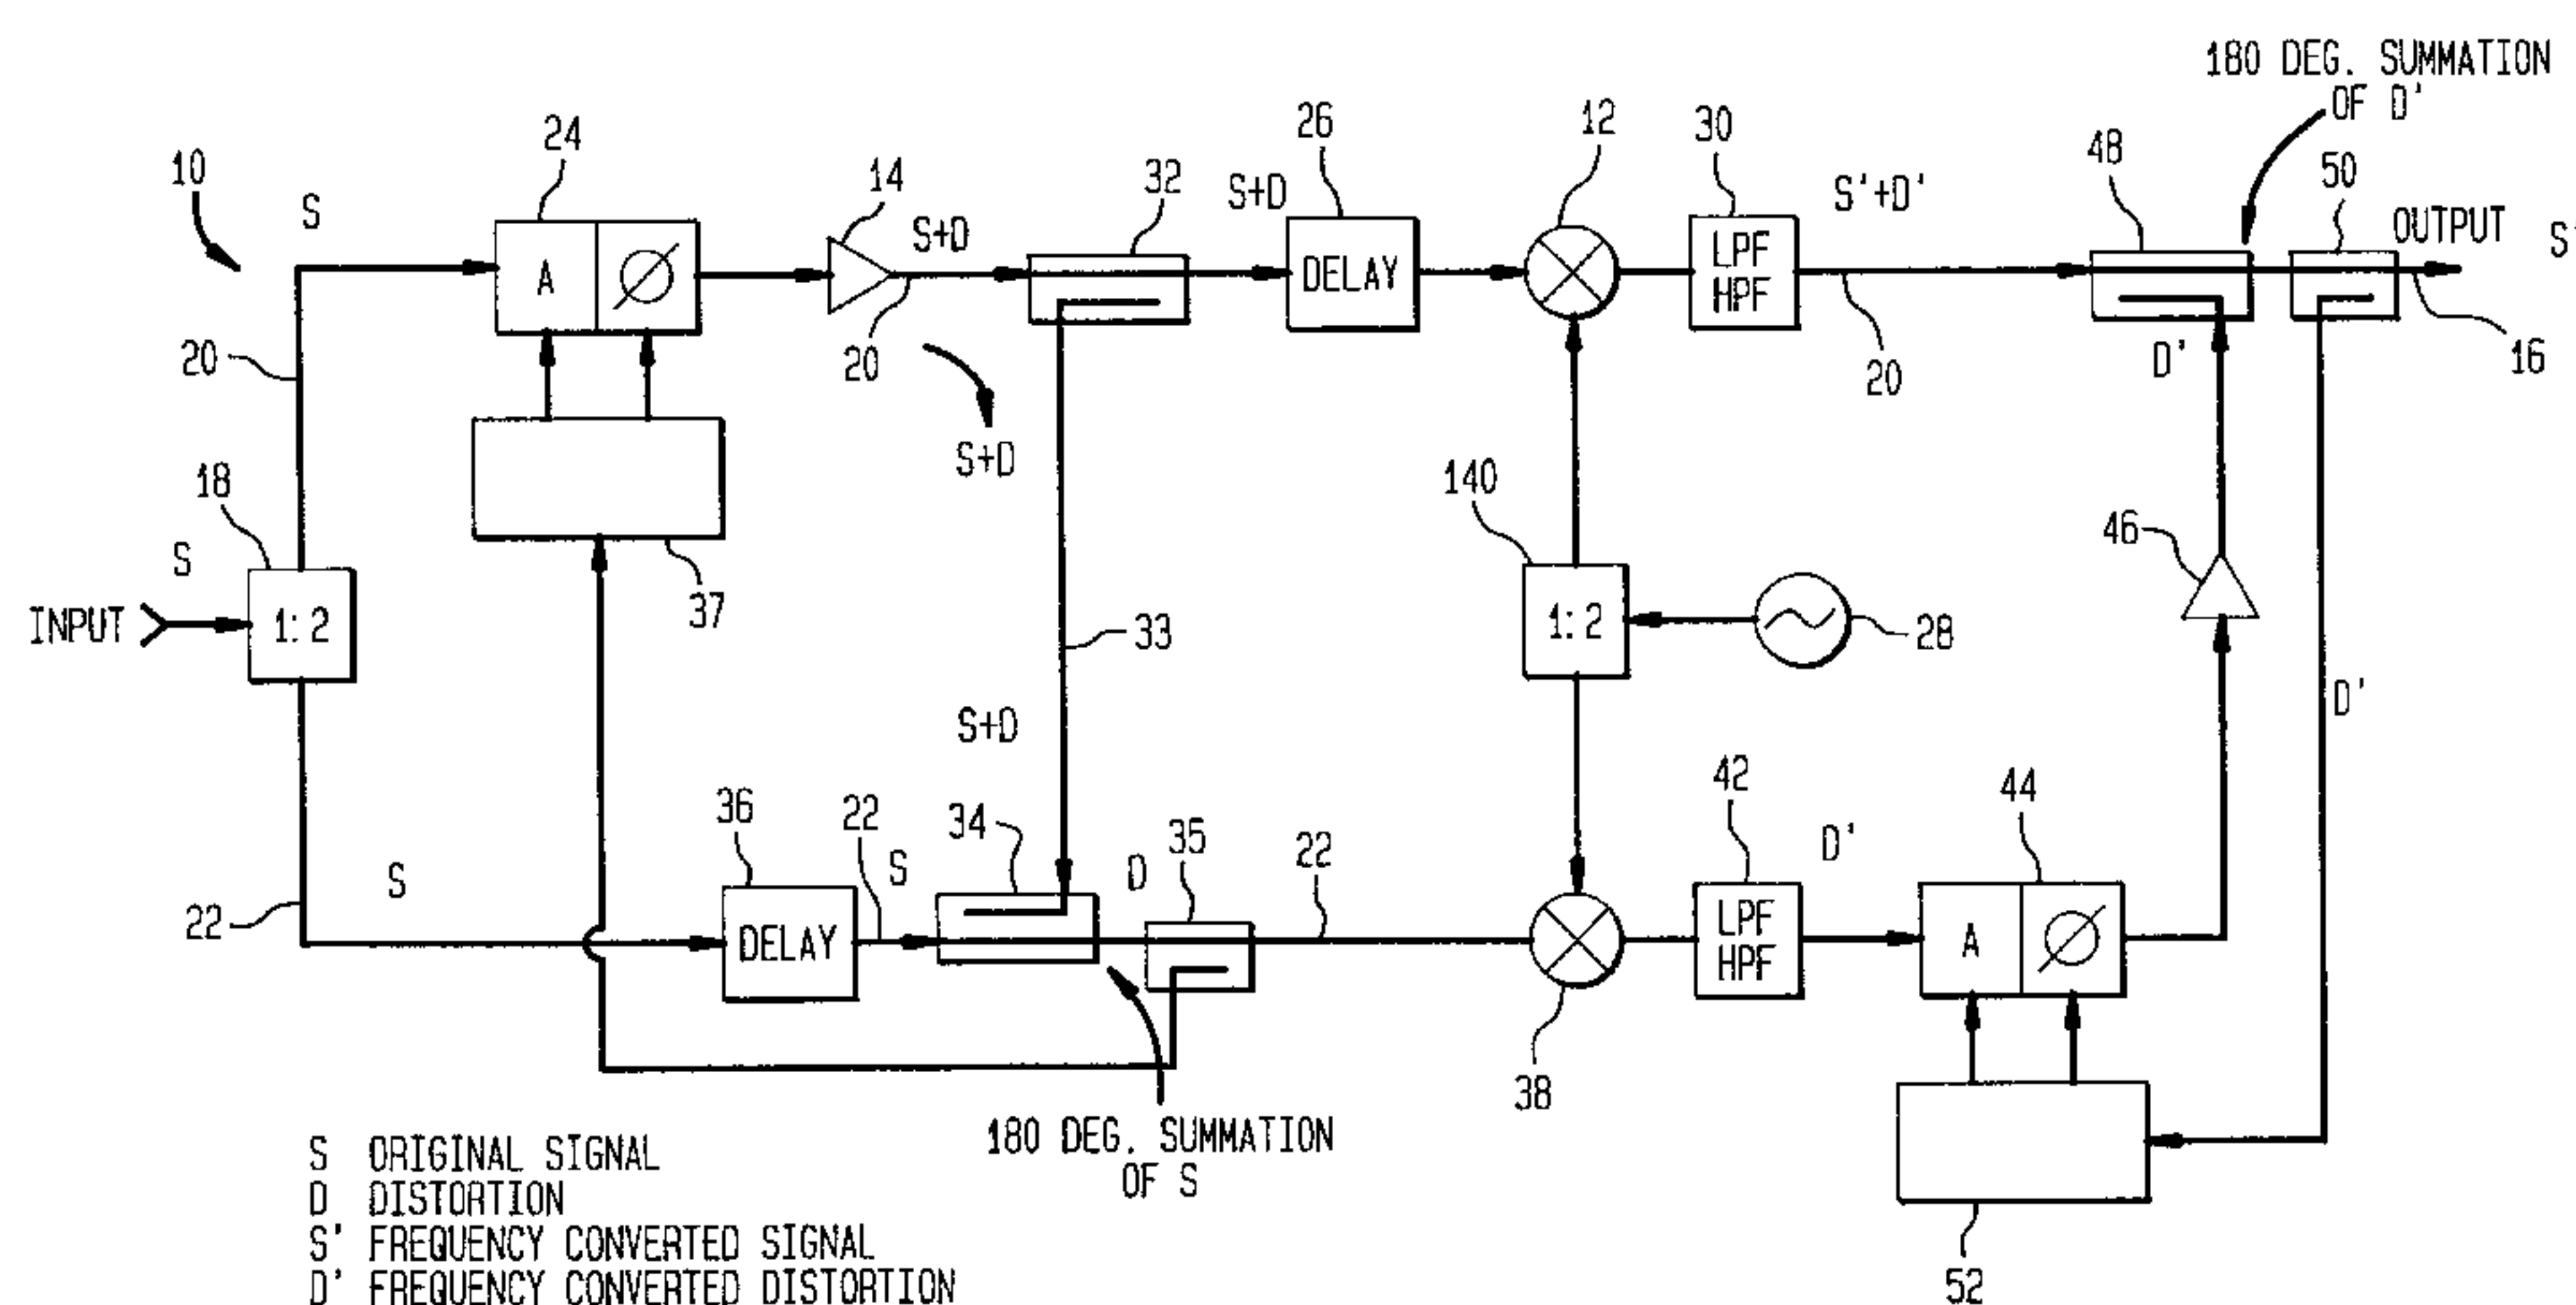 180 DEG. SUMMATION
OF D'
10
S
24
14
S+D
32
S+D
26
12
30
S'+D'
48
50
OUTPUT
S'
A
Ø
DELAY
LPF
HPF
20
20
S+D
20
D'
16
18
S
37
140
46
INPUT
1:2
33
1:2
28
S+D
D'
36
22
S
34
D
35
22
42
D'
44
S
22
DELAY
LPF
HPF
A
Ø
38
180 DEG. SUMMATION
OF S
52
S ORIGINAL SIGNAL
D DISTORTION
S' FREQUENCY CONVERTED SIGNAL
D' FREQUENCY CONVERTED DISTORTION